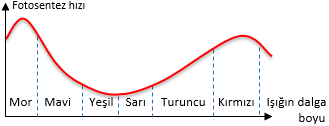 Fotosentez hızı
Mor Mavi Yeşil Sarı Turuncu Kırmızı Işığın dalga
boyu